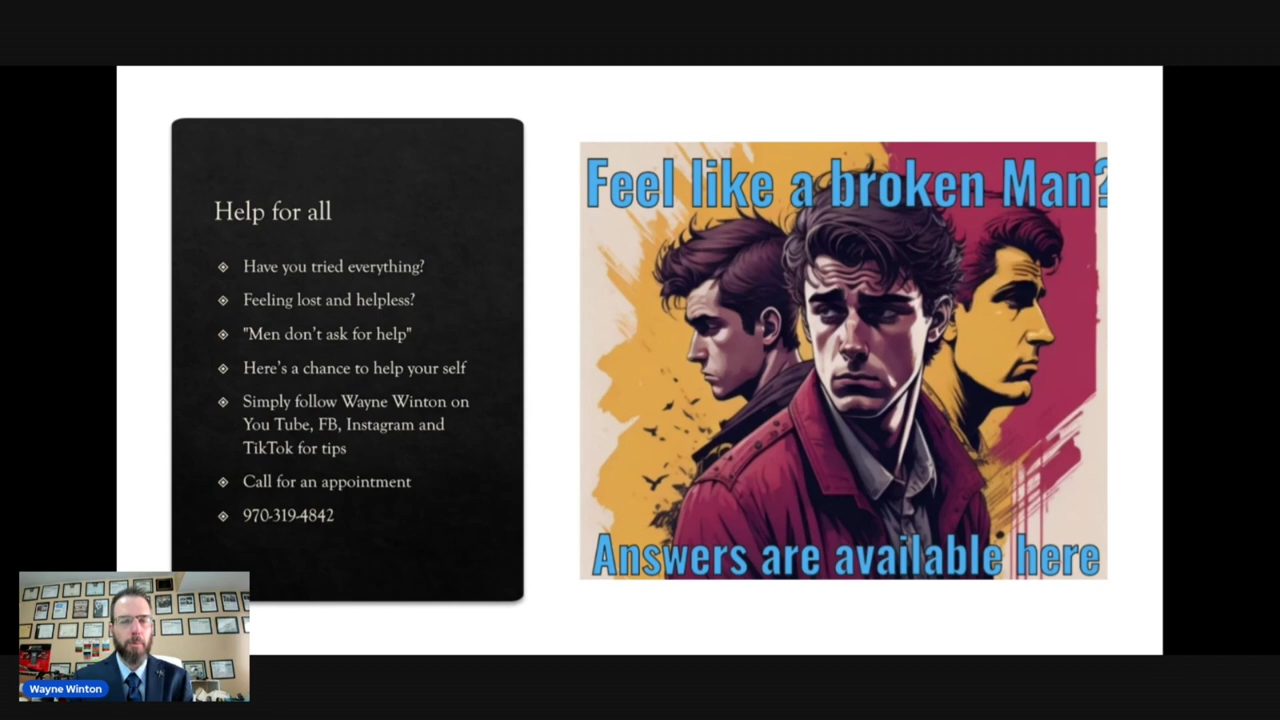 Help for all
Have you tried everything?
Feeling lost and helpless?
"Men don't ask for help"
Here's a chance to help your self
Simply follow Wayne Winton on
You Tube, FB, Instagram and
TikTok for tips
Call for an appointment
970-319-4842
Feel like a broken Man?
Answers are available here
Wayne Winton